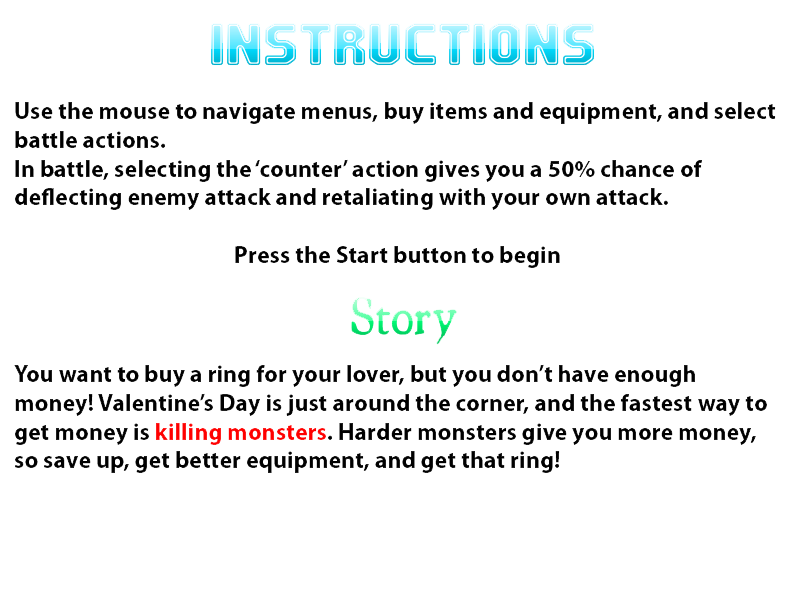 INSTRUCTIONS
Use the mouse to navigate menus, buy items and equipment, and select
battle actions.
In battle, selecting the ‘counter’ action gives you a 50% chance of
deflecting enemy attack and retaliating with your own attack.
Press the Start button to begin
Story
You want to buy a ring for your lover, but you don’t have enough
money! Valentine’s Day is just around the corner, and the fastest way to
get money is killing monsters. Harder monsters give you more money,
so save up, get better equipment, and get that ring!